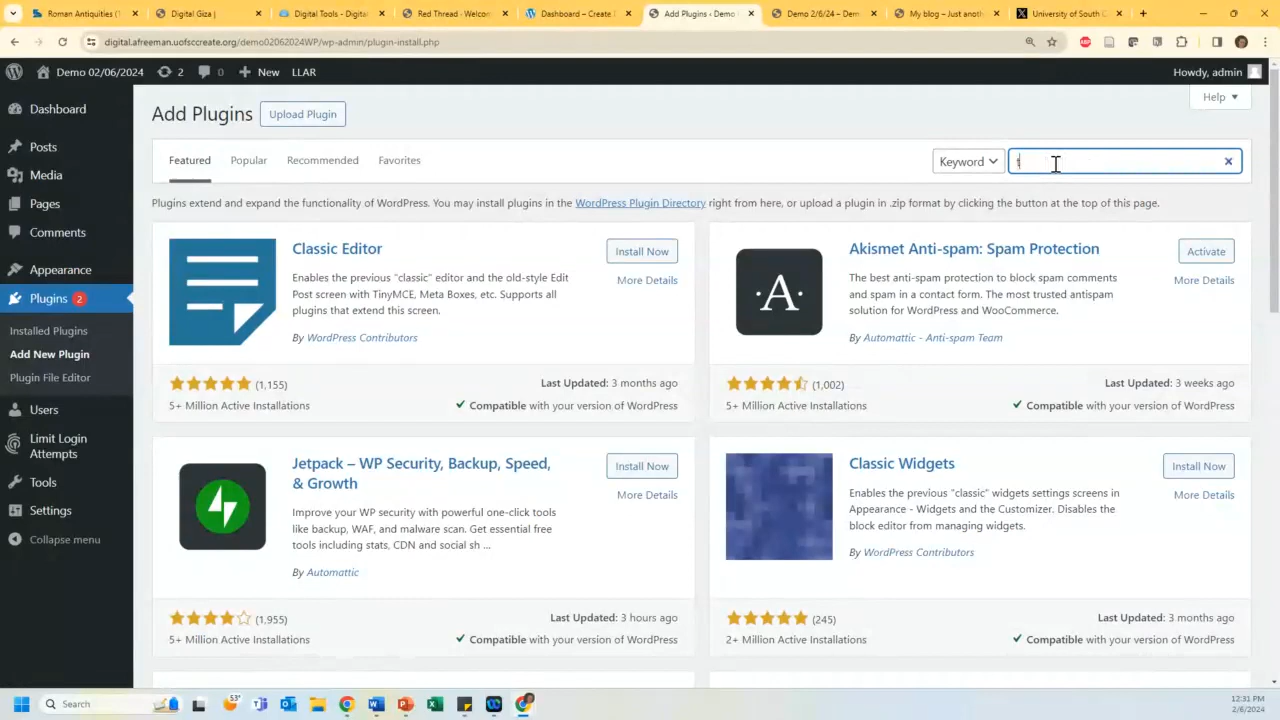 Roman Antiquities (
Digital Giza |
Digital Tools - Digital
Red Thread - Welcom
Dashboard – Create D
Add Plugins ‹ Demo
Demo 2/6/24 – Dem
My blog – Just anoth
University of South C
digital.afreeman.uofsccreate.org/demo02062024WP/wp-admin/plugin-install.php
Demo 02/06/2024 2 0 New LLAR Howdy, admin
Dashboard
Posts
Media
Pages
Comments
Appearance
Plugins 2
Installed Plugins
Add New Plugin
Plugin File Editor
Users
Limit Login
Attempts
Tools
Settings
Collapse menu
Help
Add Plugins Upload Plugin
Featured Popular Recommended Favorites Keyword
Plugins extend and expand the functionality of WordPress. You may install plugins in the WordPress Plugin Directory right from here, or upload a plugin in .zip format by clicking the button at the top of this page.
Classic Editor
Install Now
More Details
Enables the previous "classic" editor and the old-style Edit
Post screen with TinyMCE, Meta Boxes, etc. Supports all
plugins that extend this screen.
By WordPress Contributors
(1,155)
Last Updated: 3 months ago
5+ Million Active Installations
Compatible with your version of WordPress
Akismet Anti-spam: Spam Protection
Activate
More Details
The best anti-spam protection to block spam comments
and spam in a contact form. The most trusted antispam
solution for WordPress and WooCommerce.
By Automattic - Anti-spam Team
·A·
(1,002)
Last Updated: 3 weeks ago
5+ Million Active Installations
Compatible with your version of WordPress
Jetpack – WP Security, Backup, Speed,
& Growth
Install Now
More Details
Improve your WP security with powerful one-click tools
like backup, WAF, and malware scan. Get essential free
tools including stats, CDN and social sh ...
By Automattic
(1,955)
Last Updated: 3 hours ago
5+ Million Active Installations
Compatible with your version of WordPress
Classic Widgets
Install Now
More Details
Enables the previous "classic" widgets settings screens in
Appearance - Widgets and the Customizer. Disables the
block editor from managing widgets.
By WordPress Contributors
(245)
Last Updated: 3 months ago
2+ Million Active Installations
Compatible with your version of WordPress
Search
53°
12:31 PM
2/6/2024